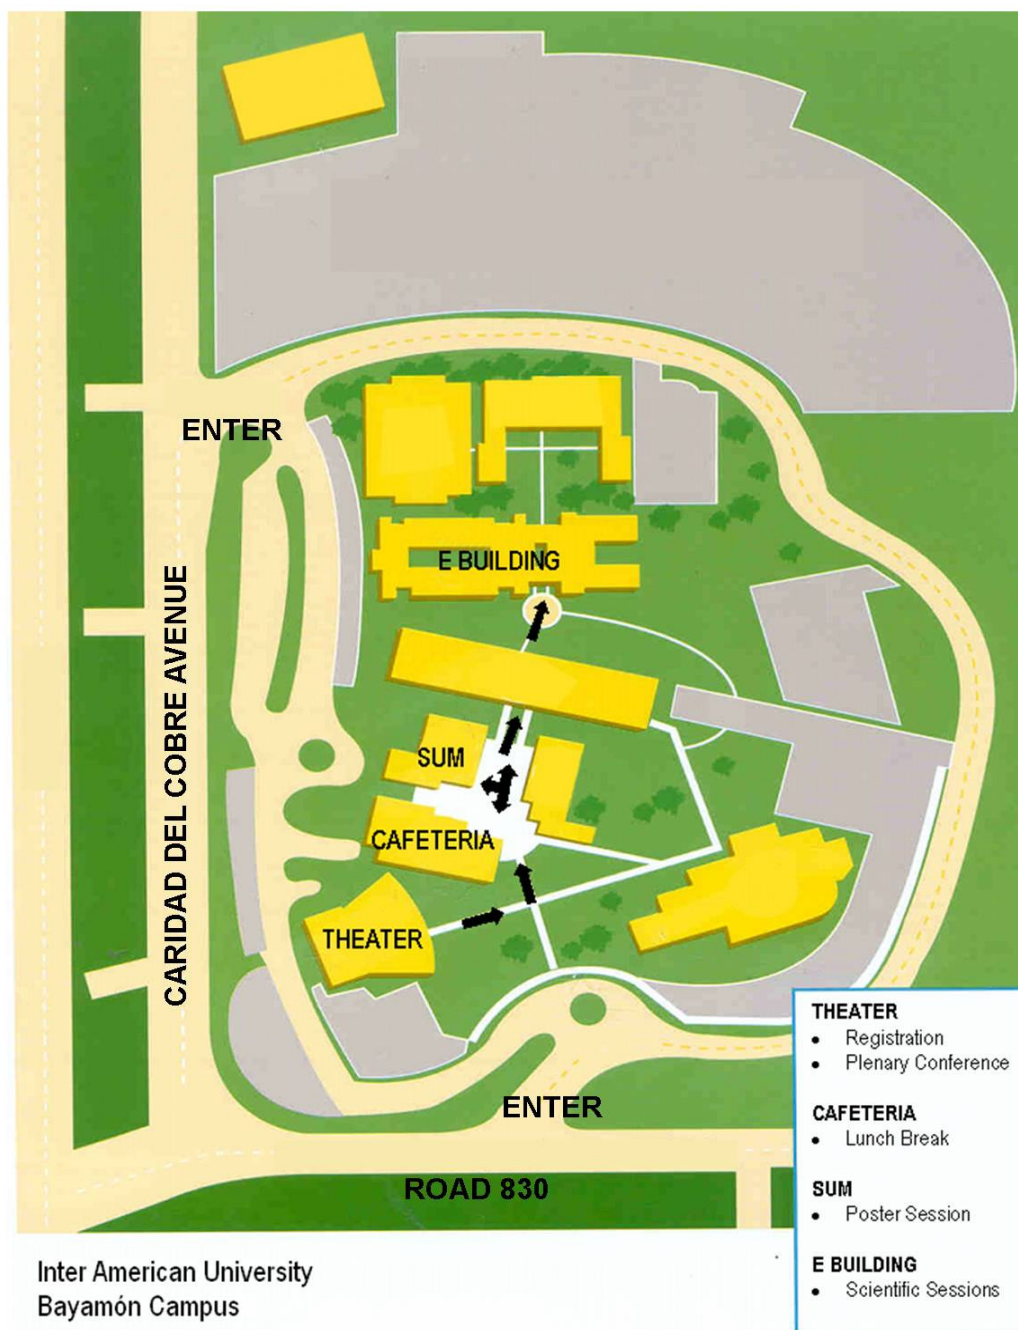 ENTER
E BUILDING
CARIDAD DEL COBRE AVENUE
SUM
CAFETERIA
THEATER
ENTER
ROAD 830
THEATER
• Registration
• Plenary Conference
CAFETERIA
• Lunch Break
SUM
• Poster Session
E BUILDING
• Scientific Sessions
Inter American University
Bayamón Campus